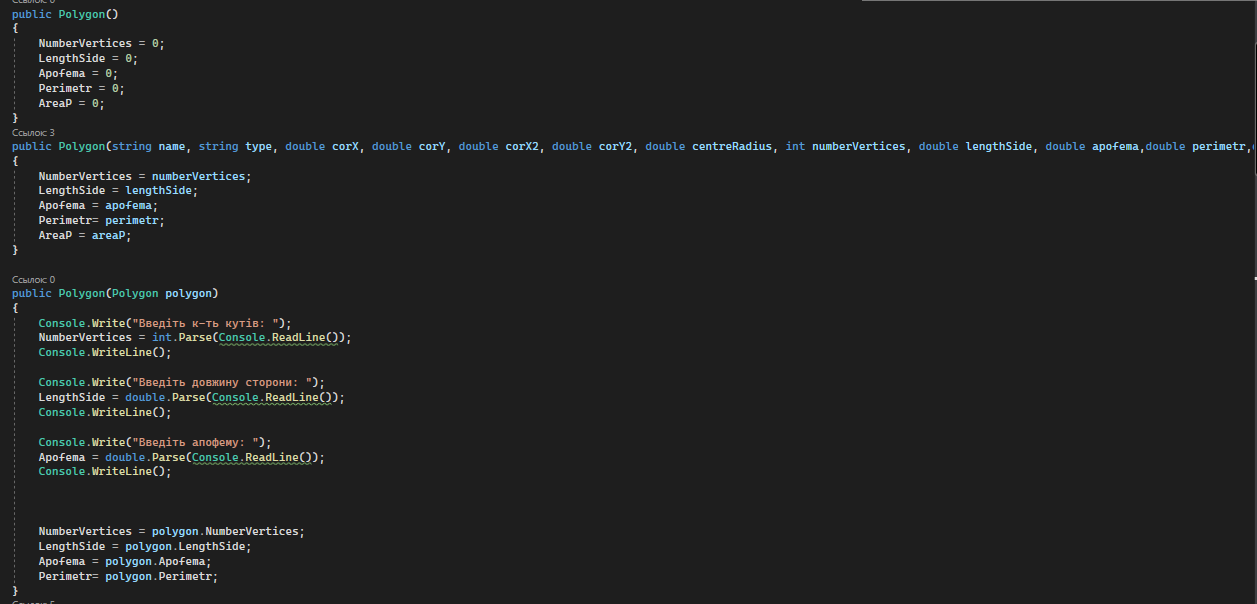 Ссылок: 0
public Polygon()
{
NumberVertices = 0;
LengthSide = 0;
Apofema = 0;
Perimetr = 0;
AreaP = 0;
}
Ссылок: 3
public Polygon(string name, string type, double corX, double corY, double corX2, double corY2, double centreRadius, int numberVertices, double lengthSide, double apofema,double perimetr,
{
NumberVertices = numberVertices;
LengthSide = lengthSide;
Apofema = apofema;
Perimetr= perimetr;
AreaP = areaP;
}
Ссылок: 0
public Polygon(Polygon polygon)
{
Console.Write("Введіть к-ть кутів: ");
NumberVertices = int.Parse(Console.ReadLine());
Console.WriteLine();
Console.Write("Введіть довжину сторони: ");
LengthSide = double.Parse(Console.ReadLine());
Console.WriteLine();
Console.Write("Введіть апофему: ");
Apofema = double.Parse(Console.ReadLine());
Console.WriteLine();
NumberVertices = polygon.NumberVertices;
LengthSide = polygon.LengthSide;
Apofema = polygon.Apofema;
Perimetr= polygon.Perimetr;
}